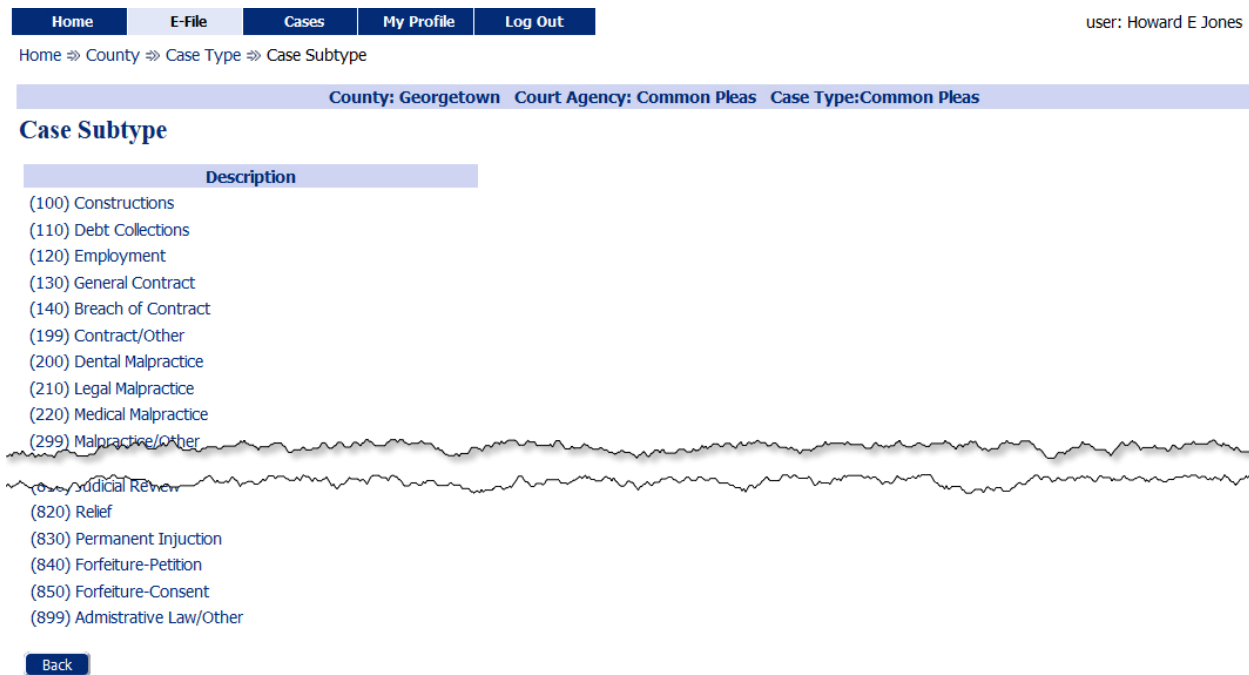 Home E-File Cases My Profile Log Out user: Howard E Jones
Home ⇒ County ⇒ Case Type ⇒ Case Subtype
County: Georgetown Court Agency: Common Pleas Case Type:Common Pleas
Case Subtype
Description
(100) Constructions
(110) Debt Collections
(120) Employment
(130) General Contract
(140) Breach of Contract
(199) Contract/Other
(200) Dental Malpractice
(210) Legal Malpractice
(220) Medical Malpractice
(299) Malpractice/Other
Judicial Review
(820) Relief
(830) Permanent Injuction
(840) Forfeiture-Petition
(850) Forfeiture-Consent
(899) Admistrative Law/Other
Back